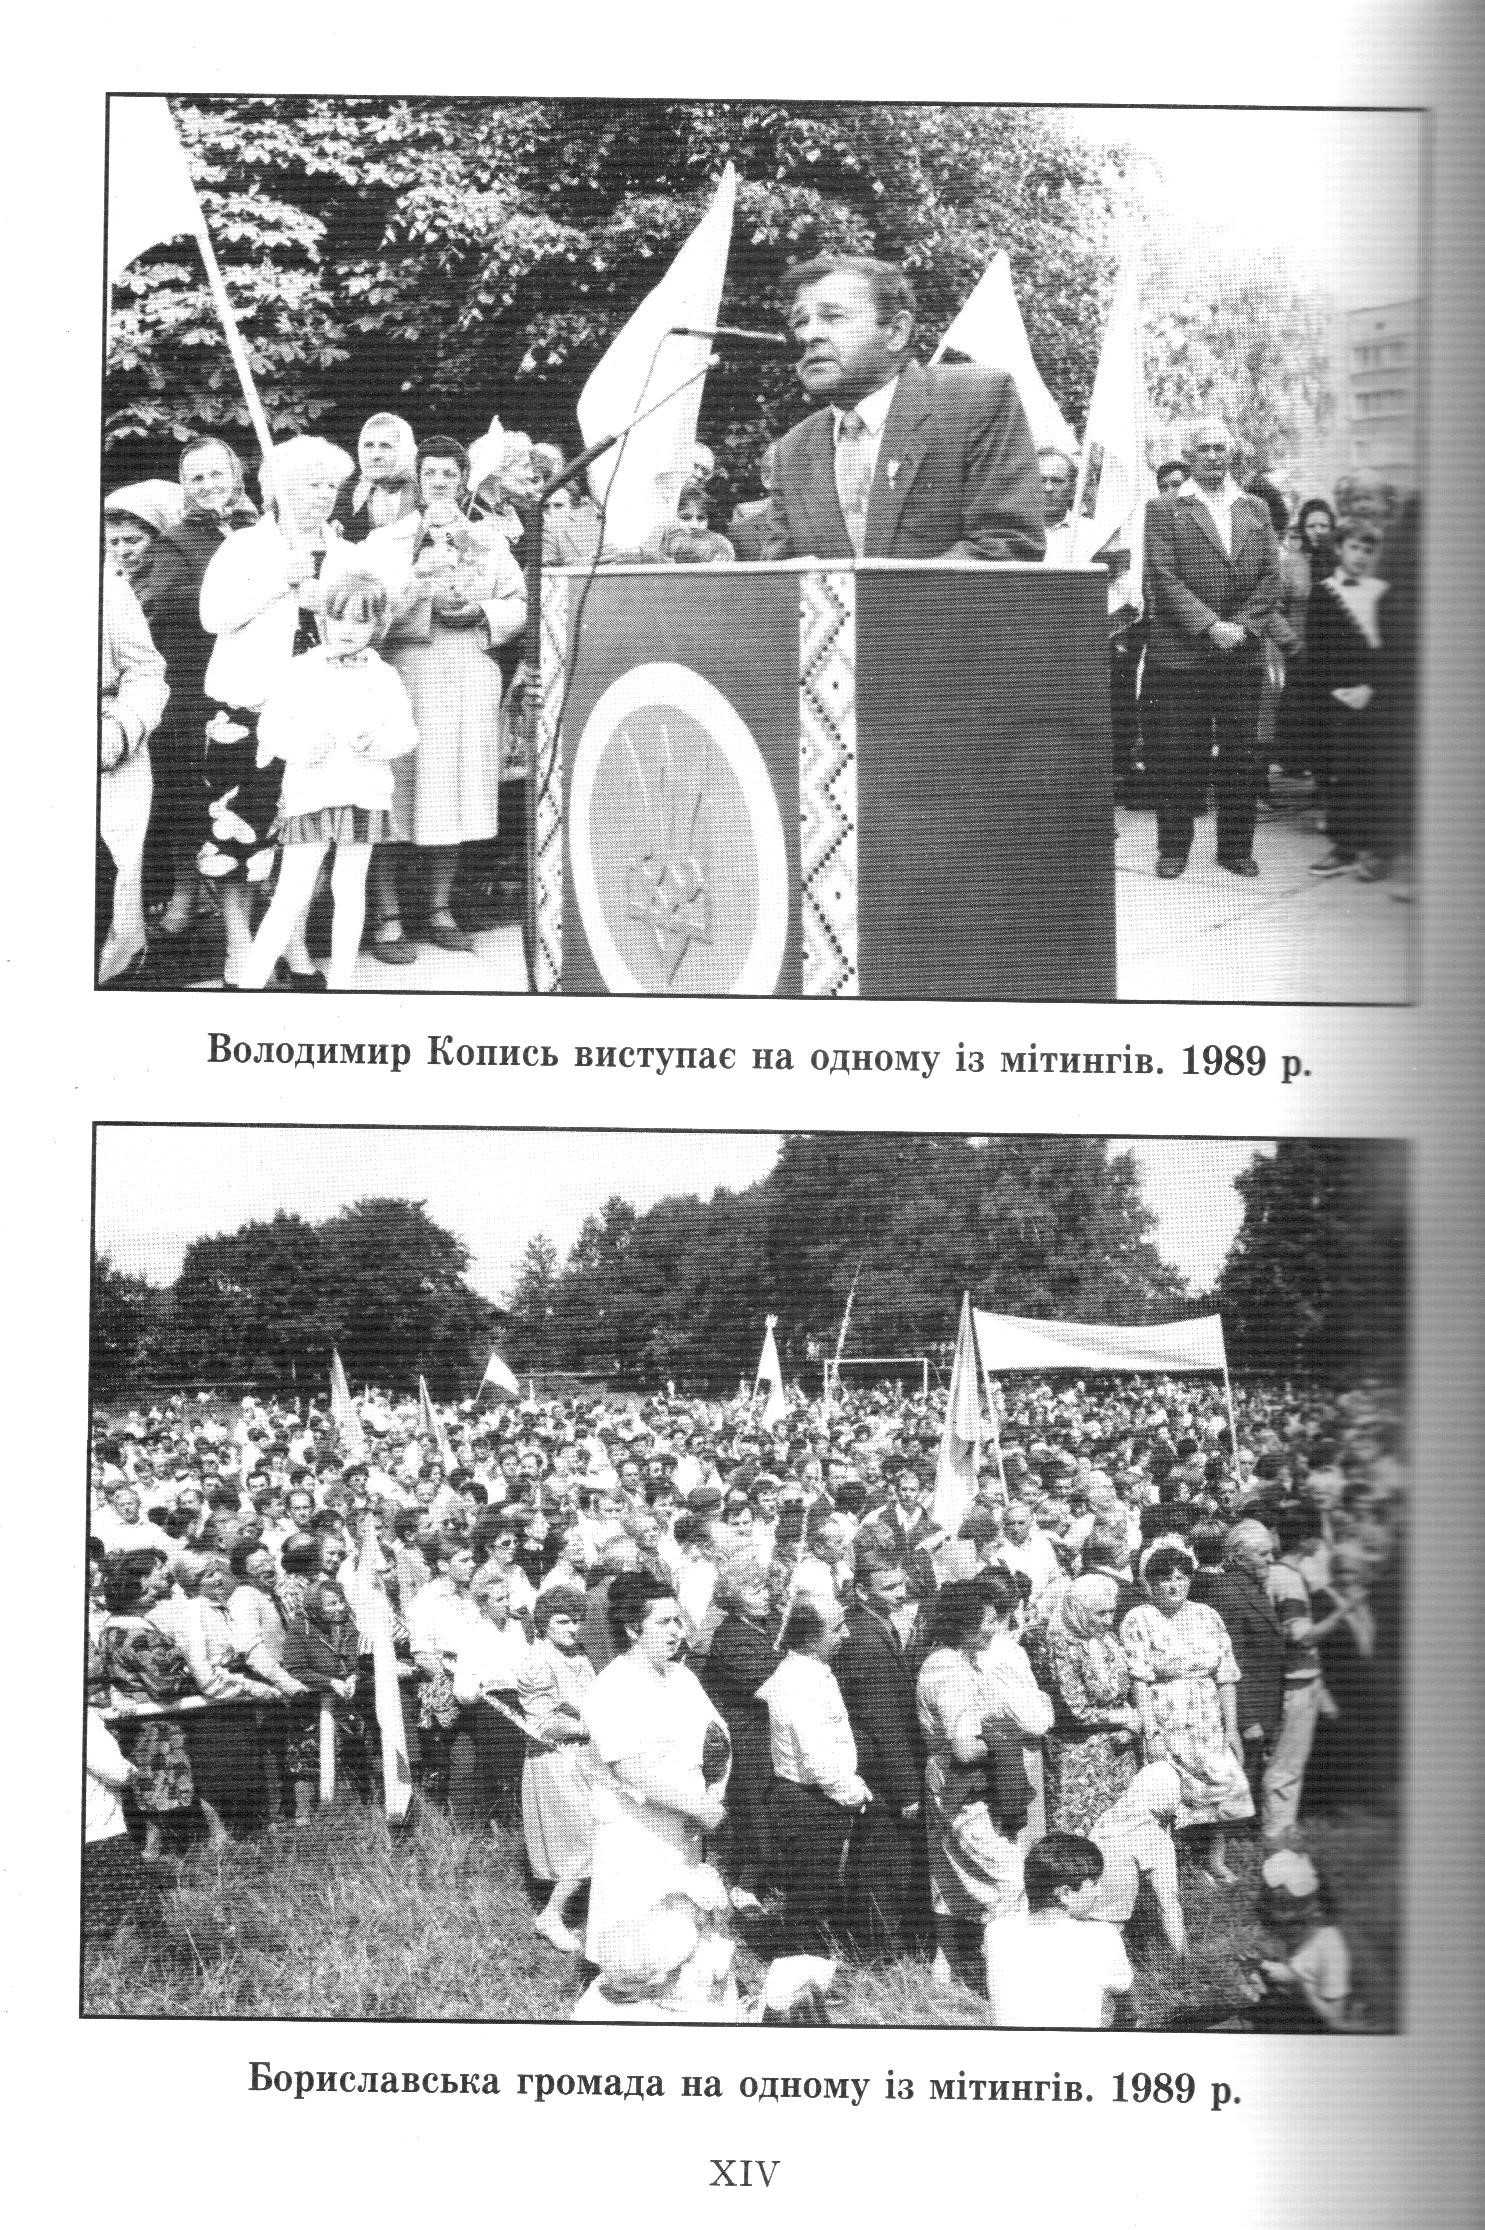 Володимир Копись виступає на одному із мітингів. 1989 р.
Бориславська громада на одному із мітингів. 1989 р.
XIV